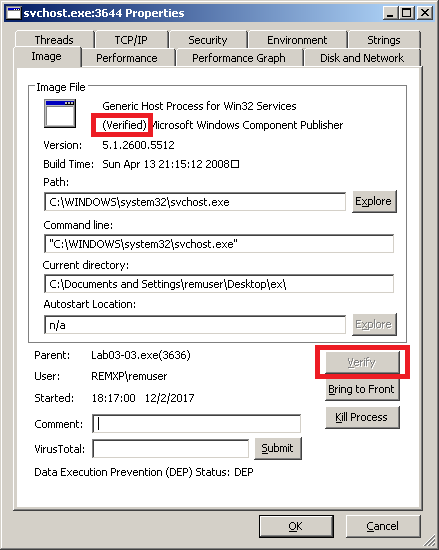 svchost.exe:3644 Properties
Threads TCP/IP Security Environment Strings
Image Performance Performance Graph Disk and Network
Image File
Generic Host Process for Win32 Services
(Verified) Microsoft Windows Component Publisher
Version: 5.1.2600.5512
Build Time: Sun Apr 13 21:15:12 2008□
Path:
C:\WINDOWS\system32\svchost.exe Explore
Command line:
"C:\WINDOWS\system32\svchost.exe"
Current directory:
C:\Documents and Settings\remuser\Desktop\ex\
Autostart Location:
n/a Explore
Parent: Lab03-03.exe(3636) Verify
User: REMXP\remuser
Bring to Front
Started: 18:17:00 12/2/2017
Kill Process
Comment:
VirusTotal: Submit
Data Execution Prevention (DEP) Status: DEP
OK Cancel